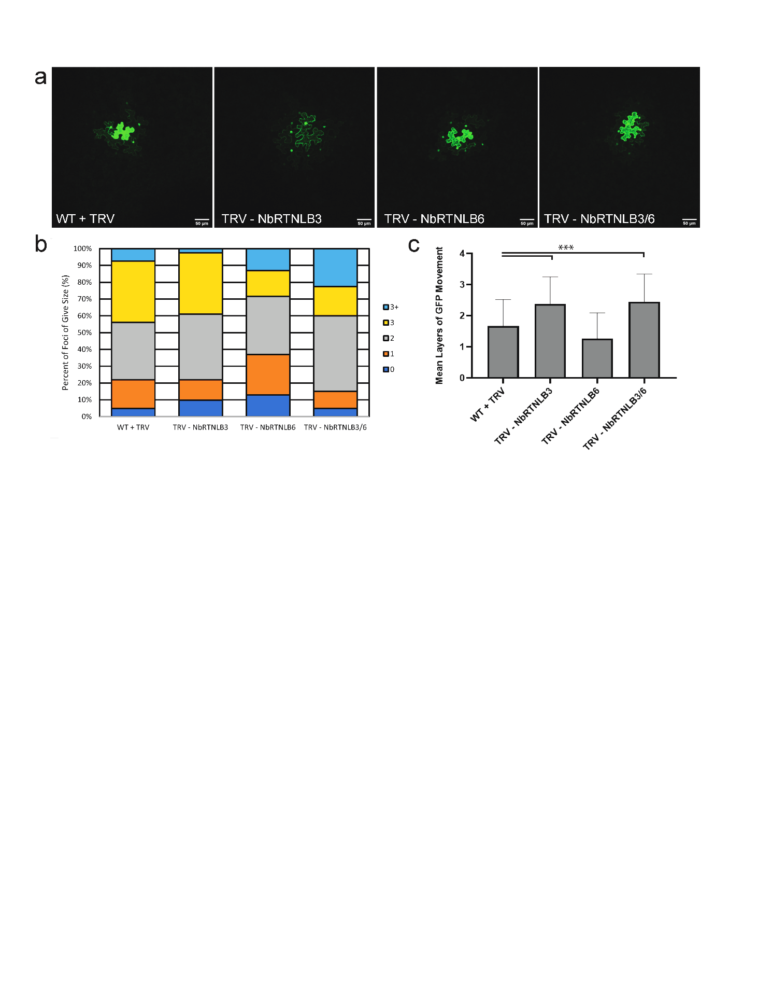 a
WT + TRV
50 µm
TRV - NbRTNLB3
50 µm
TRV - NbRTNLB6
50 µm
TRV - NbRTNLB3/6
50 µm
b
Percent of Foci of Give Size (%)
100%
90%
80%
70%
60%
50%
40%
30%
20%
10%
0%
WT + TRV
TRV - NbRTNLB3
TRV - NbRTNLB6
TRV - NbRTNLB3/6
3+
3
2
1
0
c
Mean Layers of GFP Movement
4
3
2
1
0
***
WT + TRV
TRV - NbRTNLB3
TRV - NbRTNLB6
TRV - NbRTNLB3/6